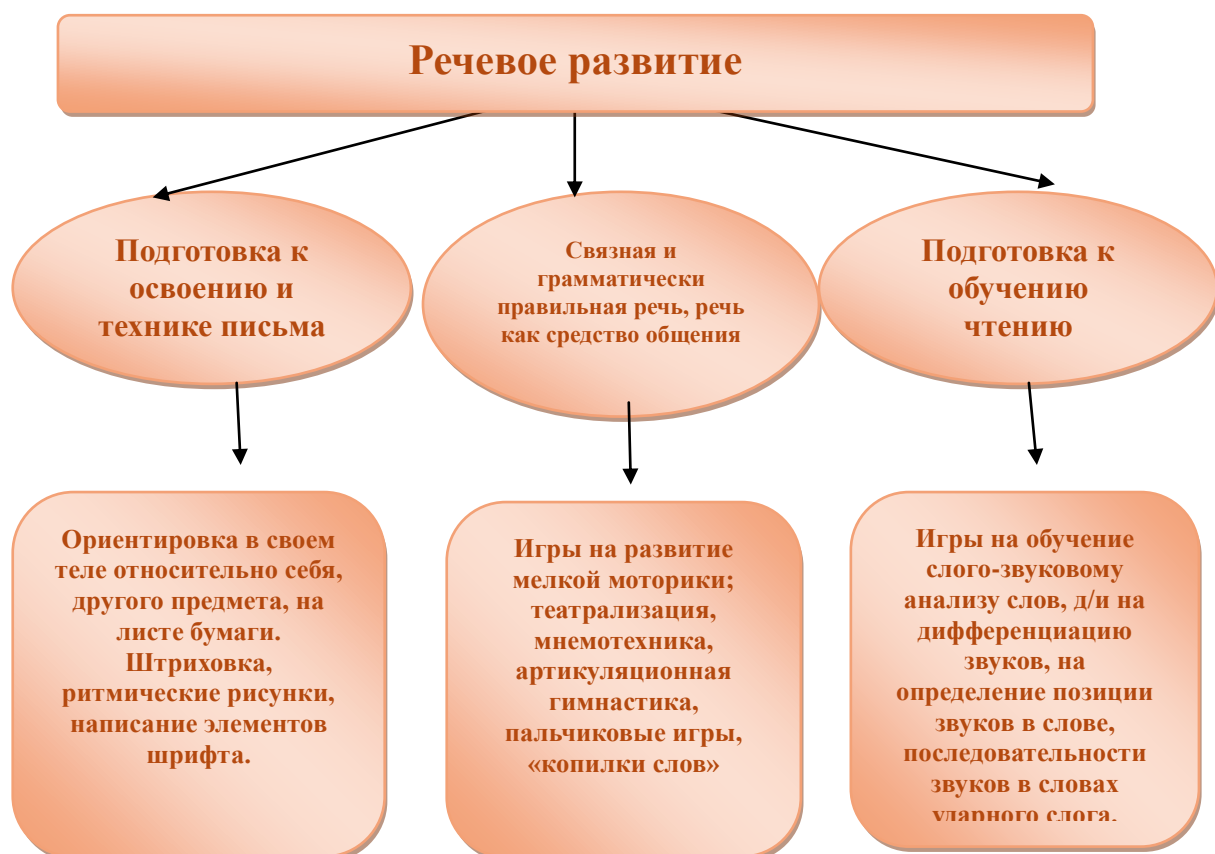 Речевое развитие
Подготовка к
освоению и
технике письма
Связная и
грамматически
правильная речь, речь
как средство общения
Подготовка к
обучению
чтению
Ориентировка в своем
теле относительно себя,
другого предмета, на
листе бумаги.
Штриховка,
ритмические рисунки,
написание элементов
шрифта.
Игры на развитие
мелкой моторики;
театрализация,
мнемотехника,
артикуляционная
гимнастика,
пальчиковые игры,
«копилки слов»
Игры на обучение
слого-звуковому
анализу слов, д/и на
дифференциацию
звуков, на
определение позиции
звуков в слове,
последовательности
звуков в словах
ударного слога.